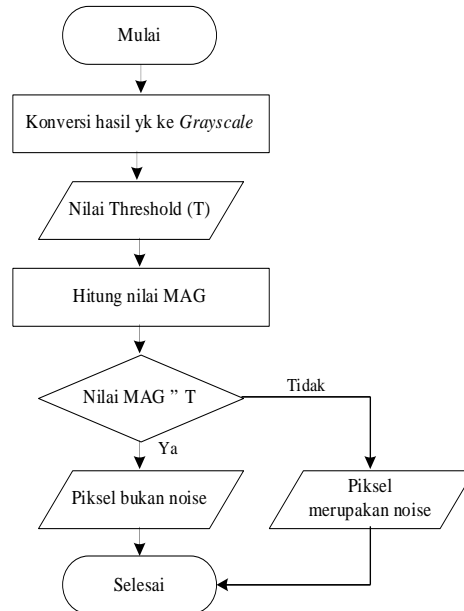 Mulai
Konversi hasil yk ke Grayscale
Nilai Threshold (T)
Hitung nilai MAG
Nilai MAG ” T
Tidak
Ya
Piksel bukan noise
Piksel
merupakan noise
Selesai